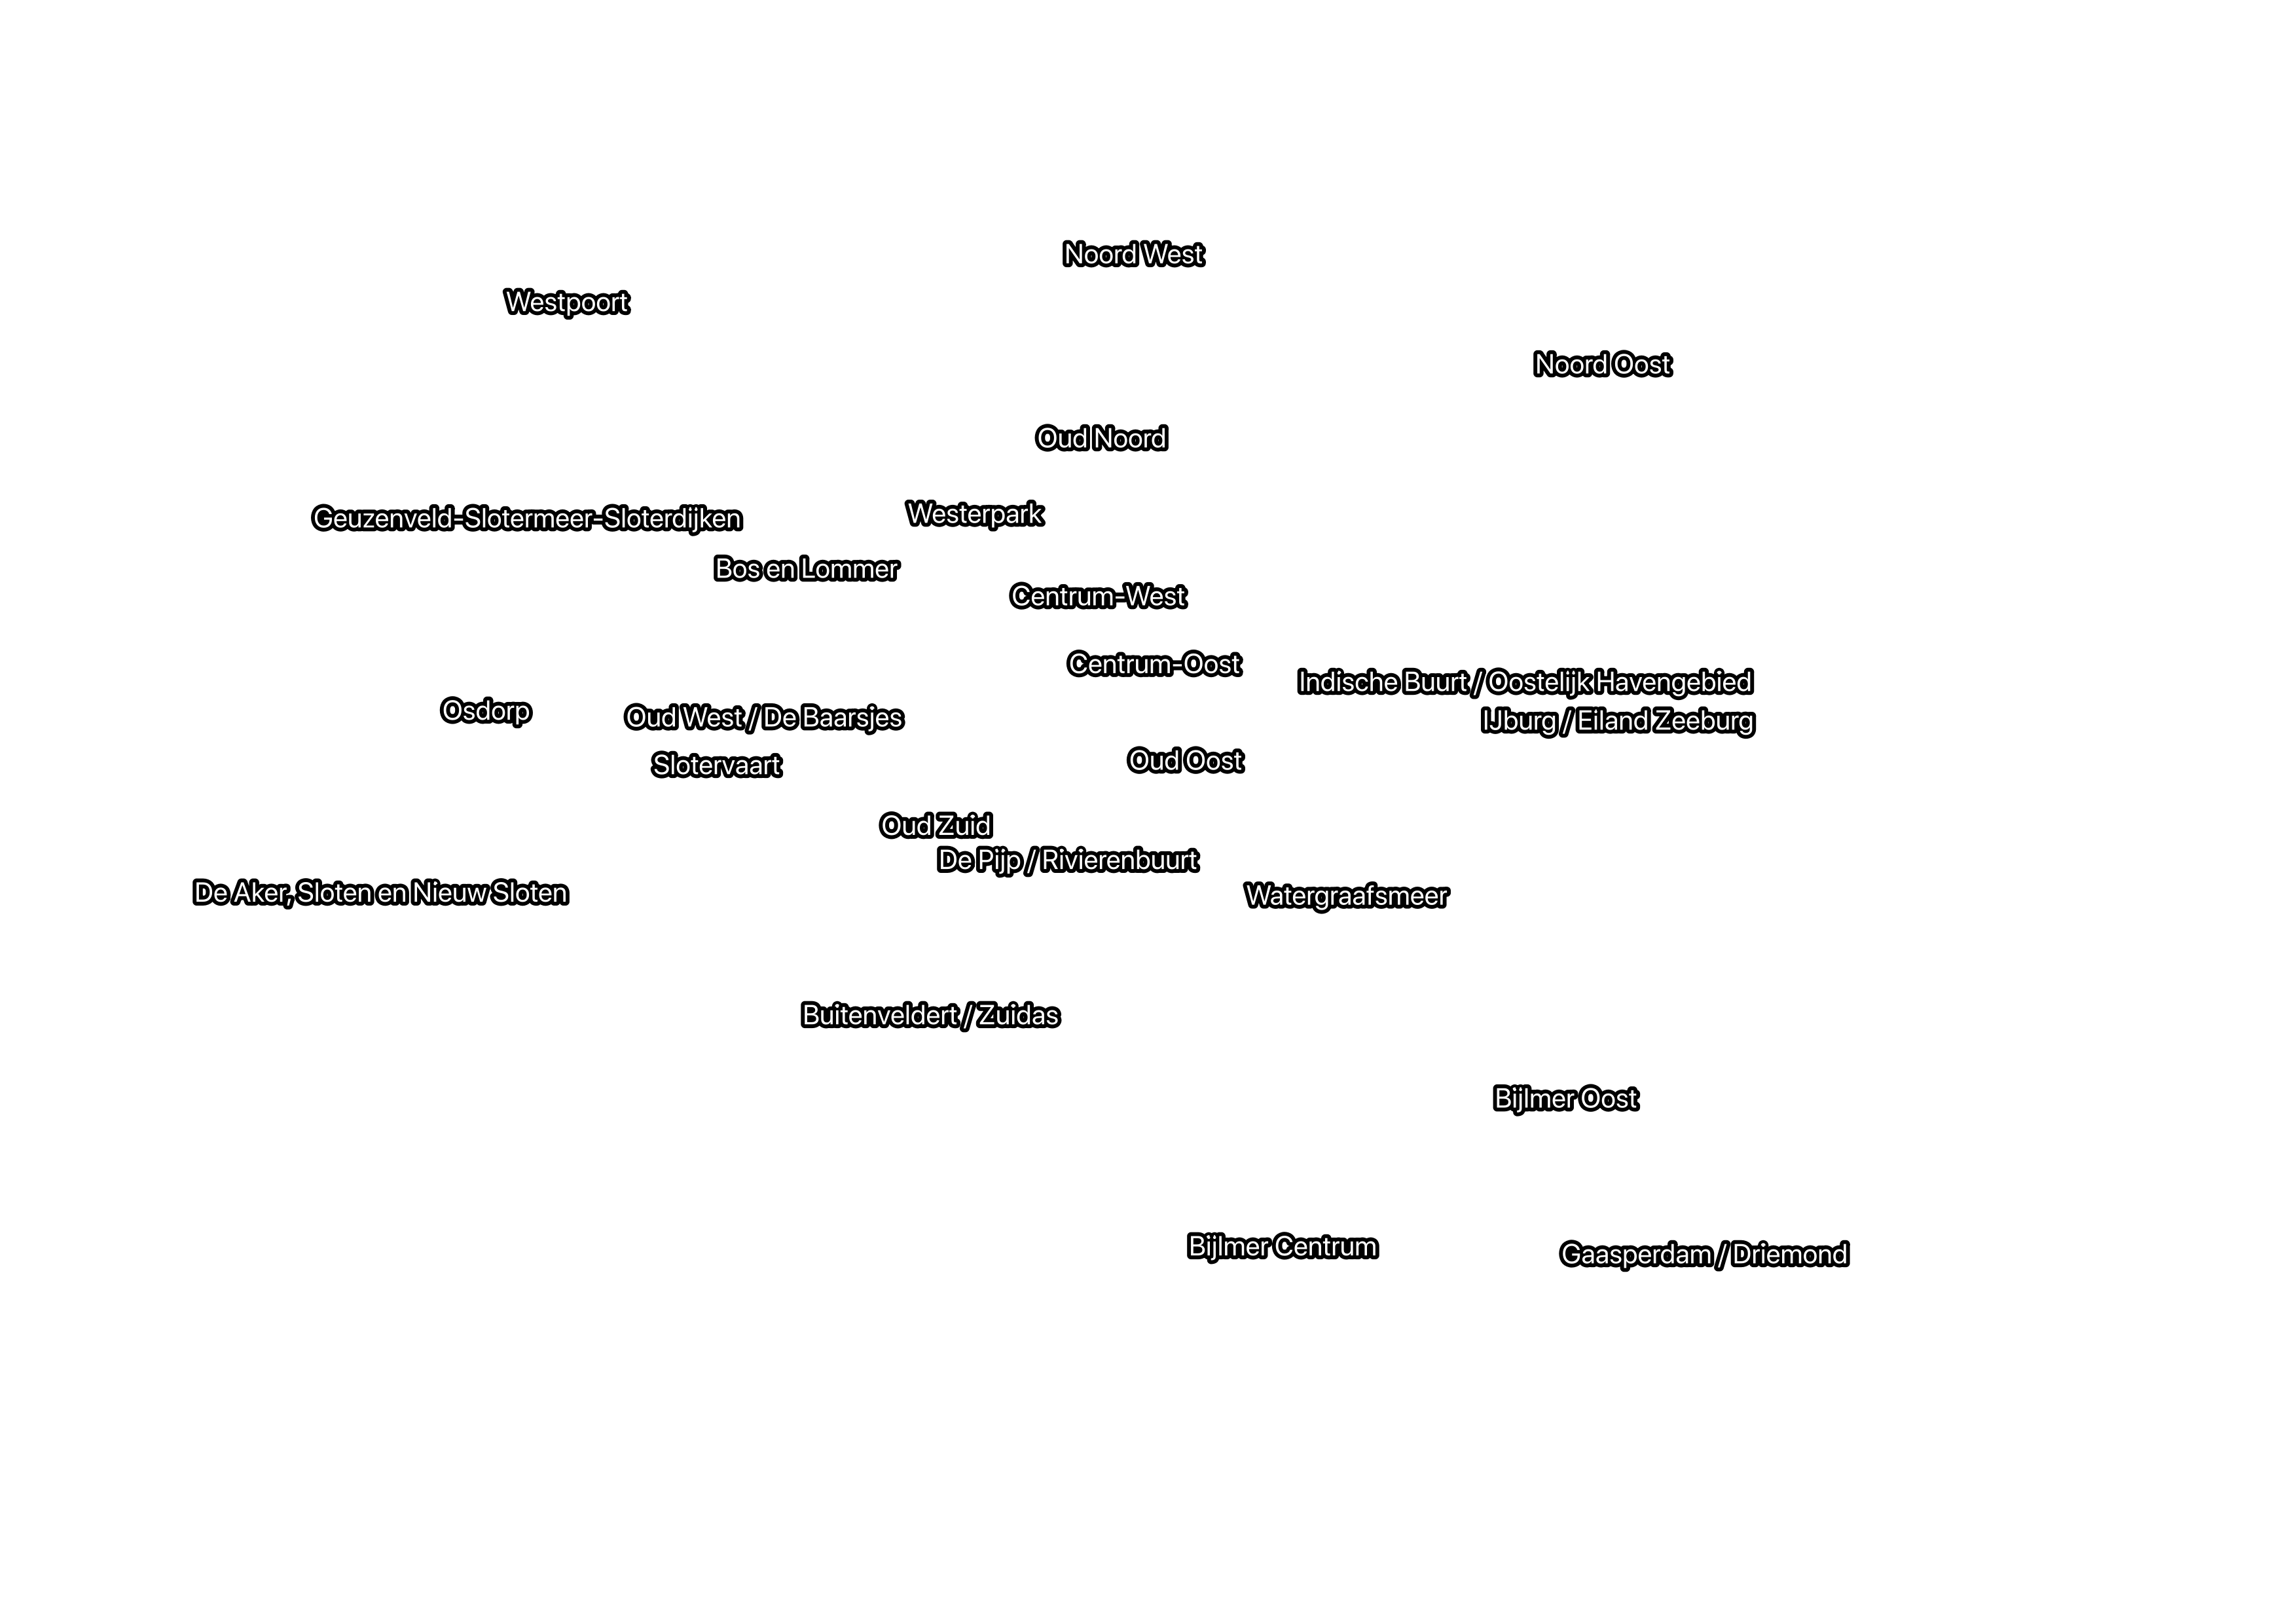 Noord West
Westpoort
Noord Oost
Oud Noord
Westerpark
Geuzenveld-Slotermeer-Sloterdijken
Bos en Lommer
Centrum-West
Centrum-Oost
Indische Buurt / Oostelijk Havengebied
Osdorp
Oud West / De Baarsjes
IJburg / Eiland Zeeburg
Slotervaart
Oud Oost
Oud Zuid
De Pijp / Rivierenbuurt
De Aker, Sloten en Nieuw Sloten
Watergraafsmeer
Buitenveldert / Zuidas
Bijlmer Oost
Bijlmer Centrum
Gaasperdam / Driemond